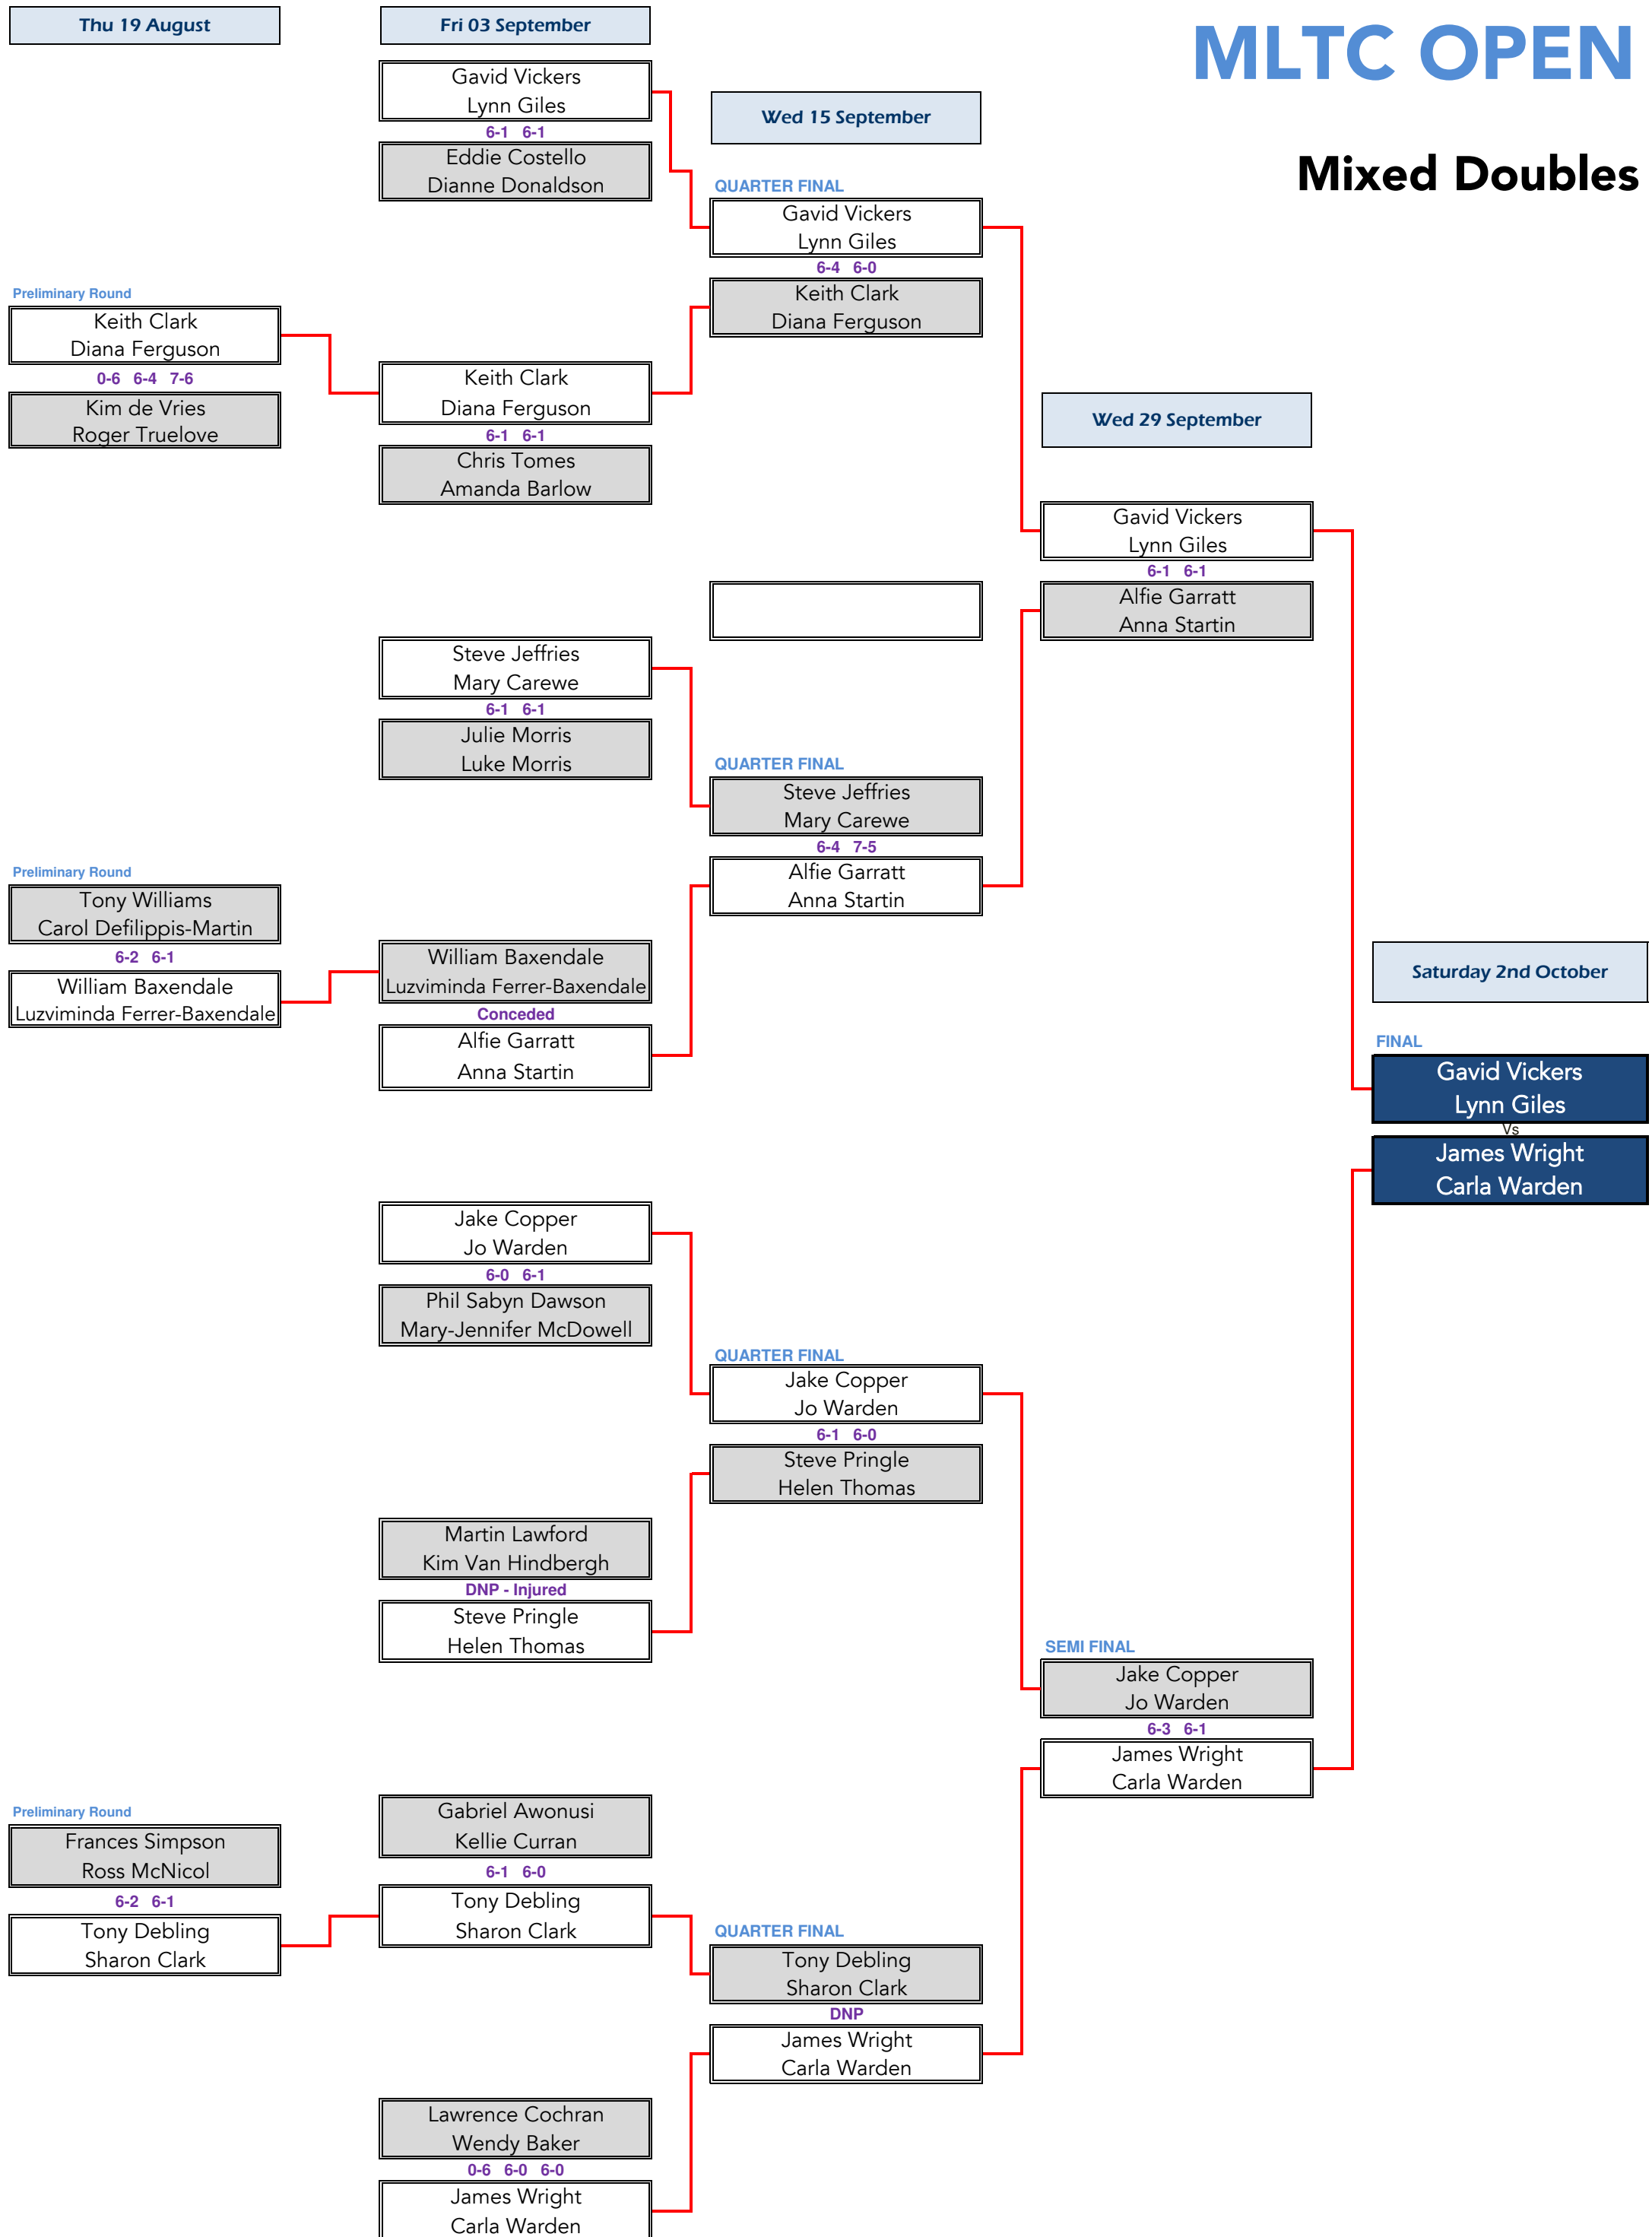 MLTC OPEN
Mixed Doubles
Thu 19 August
Preliminary Round
Keith Clark
Diana Ferguson
0-6 6-4 7-6
Kim de Vries
Roger Truelove
Preliminary Round
Tony Williams
Carol Defilippis-Martin
6-2 6-1
William Baxendale
Luzviminda Ferrer-Baxendale
Preliminary Round
Frances Simpson
Ross McNicol
6-2 6-1
Tony Debling
Sharon Clark
Fri 03 September
Gavid Vickers
Lynn Giles
6-1 6-1
Eddie Costello
Dianne Donaldson
Keith Clark
Diana Ferguson
6-1 6-1
Chris Tomes
Amanda Barlow
Steve Jeffries
Mary Carewe
6-1 6-1
Julie Morris
Luke Morris
William Baxendale
Luzviminda Ferrer-Baxendale
Conceded
Alfie Garratt
Anna Startin
Jake Copper
Jo Warden
6-0 6-1
Phil Sabyn Dawson
Mary-Jennifer McDowell
Martin Lawford
Kim Van Hindbergh
DNP - Injured
Steve Pringle
Helen Thomas
Gabriel Awonusi
Kellie Curran
6-1 6-0
Tony Debling
Sharon Clark
Lawrence Cochran
Wendy Baker
0-6 6-0 6-0
James Wright
Carla Warden
Wed 15 September
QUARTER FINAL
Gavid Vickers
Lynn Giles
6-4 6-0
Keith Clark
Diana Ferguson
QUARTER FINAL
Steve Jeffries
Mary Carewe
6-4 7-5
Alfie Garratt
Anna Startin
QUARTER FINAL
Jake Copper
Jo Warden
6-1 6-0
Steve Pringle
Helen Thomas
QUARTER FINAL
Tony Debling
Sharon Clark
DNP
James Wright
Carla Warden
Wed 29 September
Gavid Vickers
Lynn Giles
6-1 6-1
Alfie Garratt
Anna Startin
SEMI FINAL
Jake Copper
Jo Warden
6-3 6-1
James Wright
Carla Warden
Saturday 2nd October
FINAL
Gavid Vickers
Lynn Giles
Vs
James Wright
Carla Warden